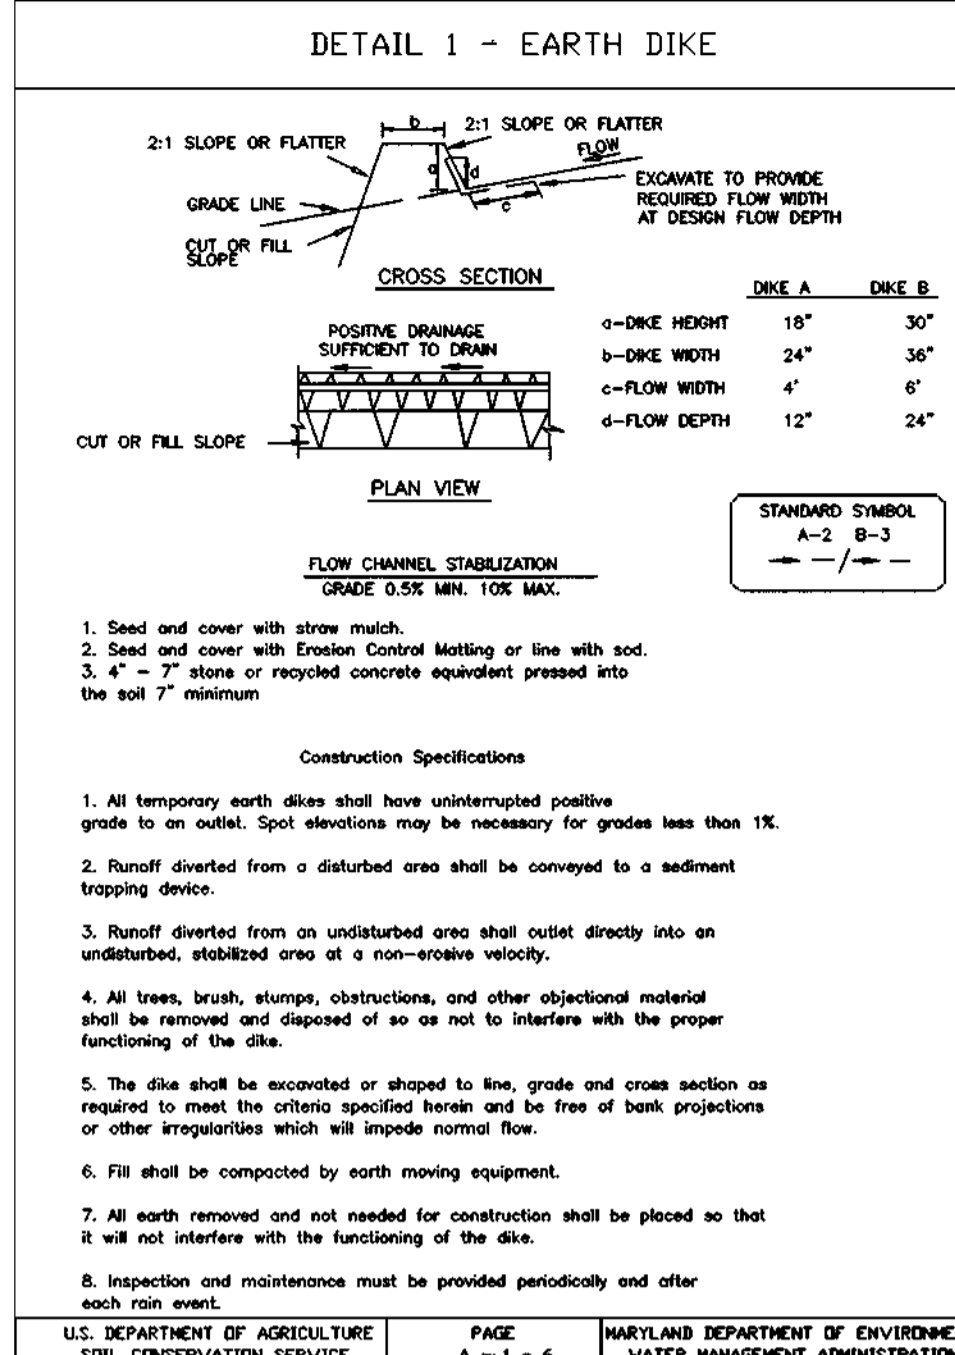 DETAIL 1 - EARTH DIKE
b
2:1 SLOPE OR FLATTER
2:1 SLOPE OR FLATTER
FLOW
a
d
EXCAVATE TO PROVIDE
REQUIRED FLOW WIDTH
AT DESIGN FLOW DEPTH
GRADE LINE
c
CUT OR FILL
SLOPE
CROSS SECTION
DIKE A DIKE B
a-DIKE HEIGHT 18" 30"
b-DIKE WIDTH 24" 36"
c-FLOW WIDTH 4' 6'
d-FLOW DEPTH 12" 24"
POSITIVE DRAINAGE
SUFFICIENT TO DRAIN
CUT OR FILL SLOPE
PLAN VIEW
STANDARD SYMBOL
A-2 B-3
/
FLOW CHANNEL STABILIZATION
GRADE 0.5% MIN. 10% MAX.
1. Seed and cover with straw mulch.
2. Seed and cover with Erosion Control Matting or line with sod.
3. 4" - 7" stone or recycled concrete equivalent pressed into
the soil 7" minimum
Construction Specifications
1. All temporary earth dikes shall have uninterrupted positive
grade to an outlet. Spot elevations may be necessary for grades less than 1%.
2. Runoff diverted from a disturbed area shall be conveyed to a sediment
trapping device.
3. Runoff diverted from an undisturbed area shall outlet directly into an
undisturbed, stabilized area at a non-erosive velocity.
4. All trees, brush, stumps, obstructions, and other objectional material
shall be removed and disposed of so as not to interfere with the proper
functioning of the dike.
5. The dike shall be excavated or shaped to line, grade and cross section as
required to meet the criteria specified herein and be free of bank projections
or other irregularities which will impede normal flow.
6. Fill shall be compacted by earth moving equipment.
7. All earth removed and not needed for construction shall be placed so that
it will not interfere with the functioning of the dike.
8. Inspection and maintenance must be provided periodically and after
each rain event.
U.S. DEPARTMENT OF AGRICULTURE
SOIL CONSERVATION SERVICE
PAGE
A - 1 - 6
MARYLAND DEPARTMENT OF ENVIRONME
WATER MANAGEMENT ADMINISTRATION